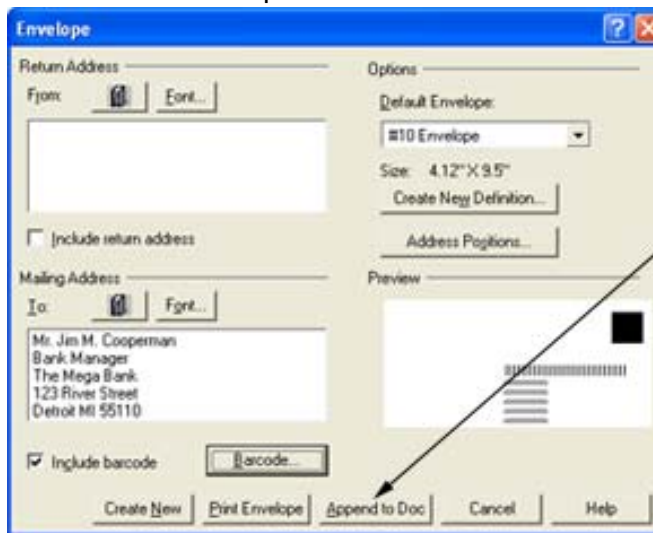 Envelope
Return Address
From:
Font...
Include return address
Mailing Address
To:
Font...
Mr. Jim M. Cooperman
Bank Manager
The Mega Bank
123 River Street
Detroit MI 55110
Include barcode
Barcode...
Options
Default Envelope:
#10 Envelope
Size: 4.12"X 9.5"
Create New Definition...
Address Positions...
Preview
Create New
Print Envelope
Append to Doc
Cancel
Help